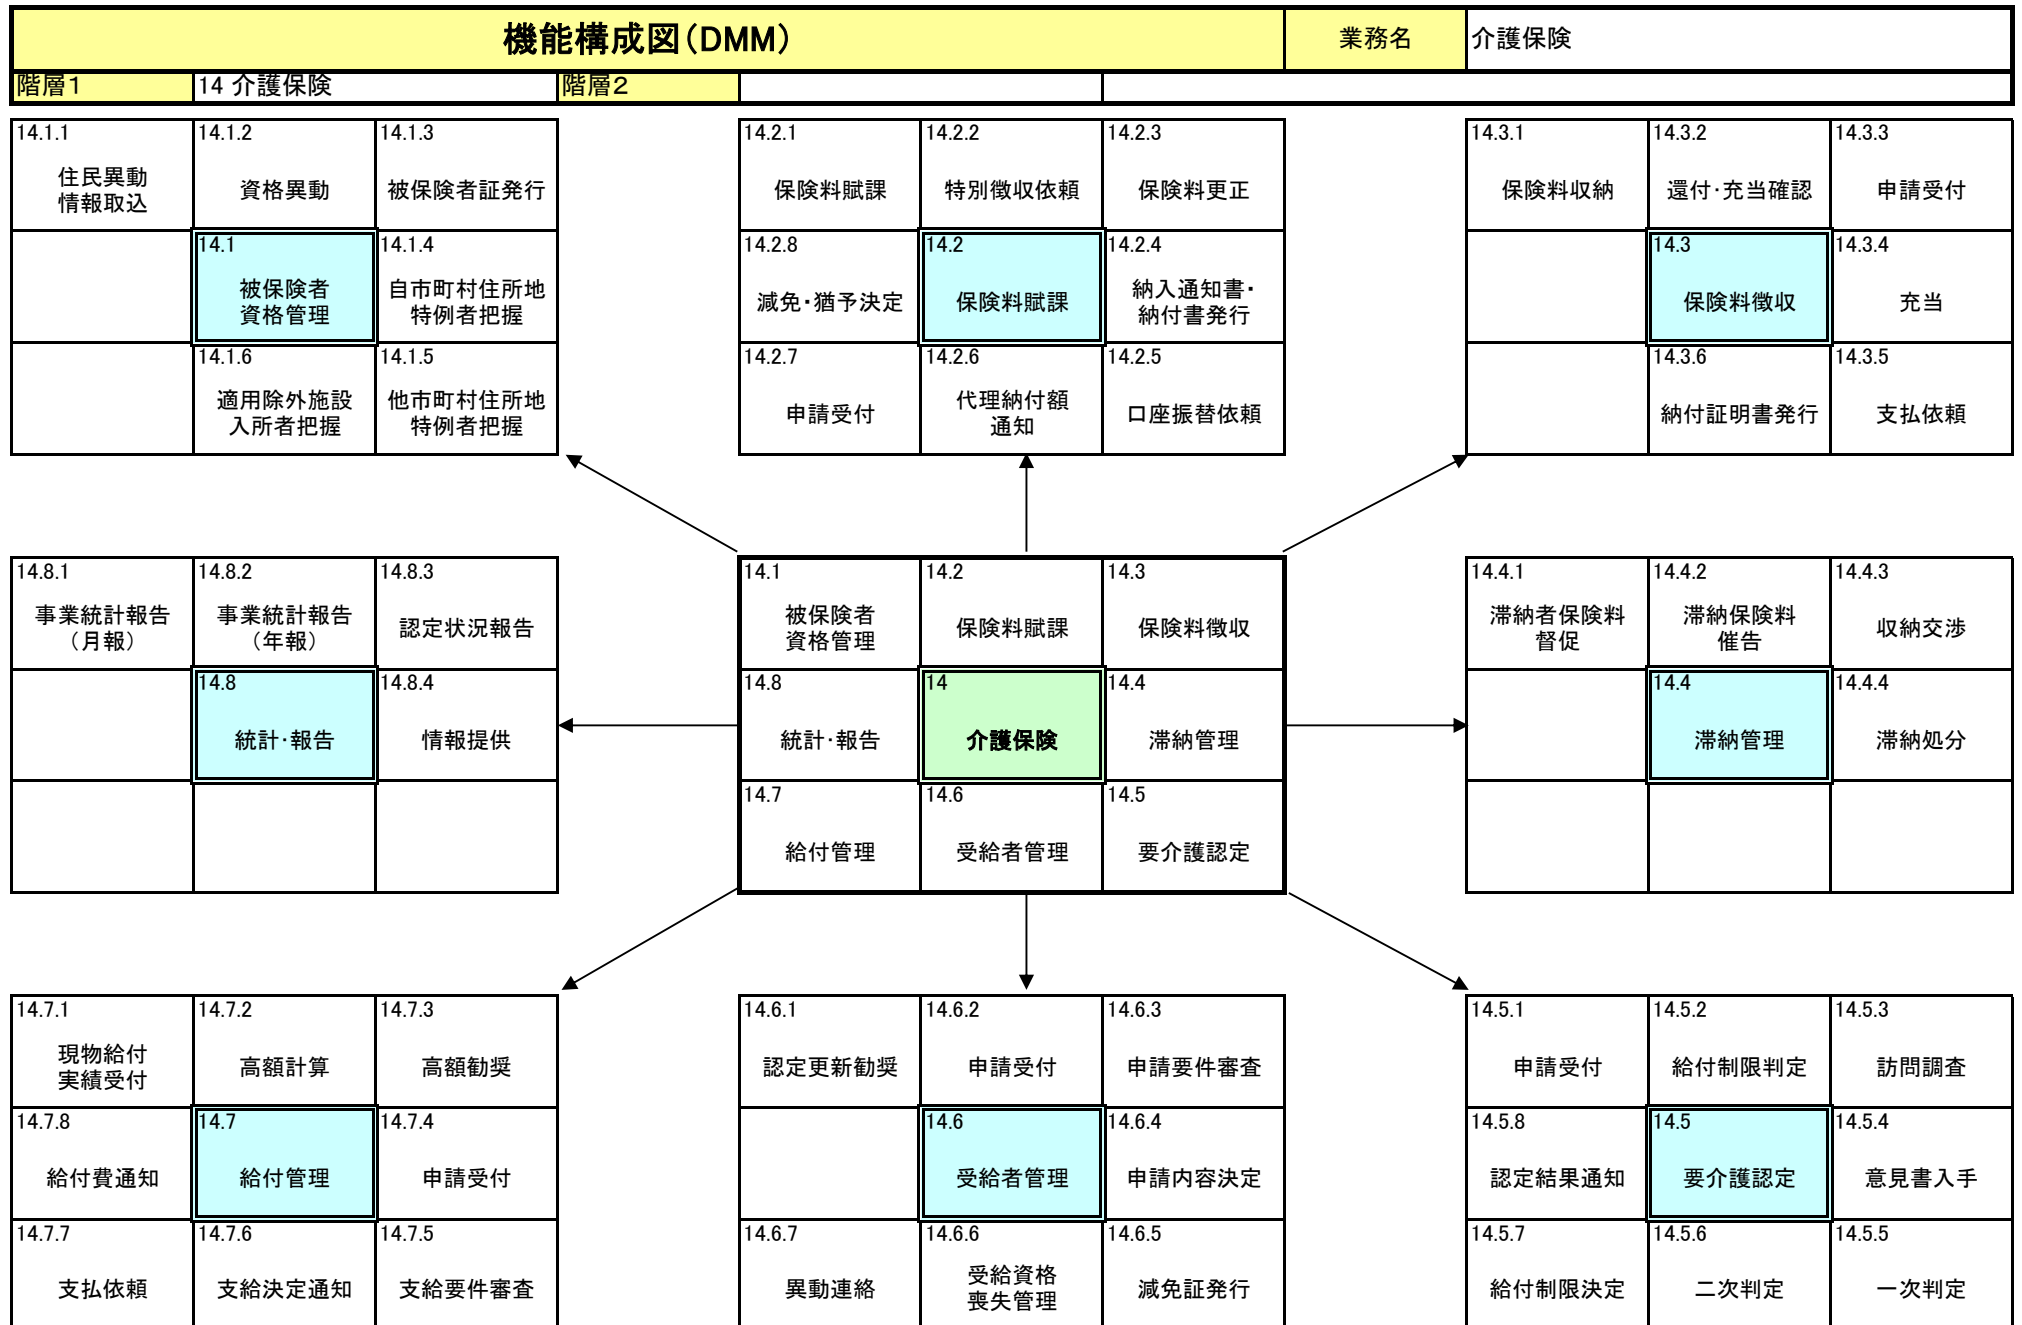 機能構成図(DMM)
業務名
介護保険
階層1
14 介護保険
階層2
14.1.1
14.1.2
14.1.3
住民異動
情報取込
資格異動
被保険者証発行
14.1
14.1.4
被保険者
資格管理
自市町村住所地
特例者把握
14.1.6
14.1.5
適用除外施設
入所者把握
他市町村住所地
特例者把握
14.2.1
14.2.2
14.2.3
保険料賦課
特別徴収依頼
保険料更正
14.2.8
14.2
14.2.4
減免・猶予決定
保険料賦課
納入通知書・
納付書発行
14.2.7
14.2.6
14.2.5
申請受付
代理納付額
通知
口座振替依頼
14.3.1
14.3.2
14.3.3
保険料収納
還付・充当確認
申請受付
14.3
14.3.4
保険料徴収
充当
14.3.6
14.3.5
納付証明書発行
支払依頼
14.8.1
14.8.2
14.8.3
事業統計報告
(月報)
事業統計報告
(年報)
認定状況報告
14.8
14.8.4
統計・報告
情報提供
14.1
14.2
14.3
被保険者
資格管理
保険料賦課
保険料徴収
14.8
14
14.4
統計・報告
介護保険
滞納管理
14.7
14.6
14.5
給付管理
受給者管理
要介護認定
14.4.1
14.4.2
14.4.3
滞納者保険料
督促
滞納保険料
催告
収納交渉
14.4
14.4.4
滞納管理
滞納処分
14.7.1
14.7.2
14.7.3
現物給付
実績受付
高額計算
高額勧奨
14.7.8
14.7
14.7.4
給付費通知
給付管理
申請受付
14.7.7
14.7.6
14.7.5
支払依頼
支給決定通知
支給要件審査
14.6.1
14.6.2
14.6.3
認定更新勧奨
申請受付
申請要件審査
14.6
14.6.4
受給者管理
申請内容決定
14.6.7
14.6.6
14.6.5
異動連絡
受給資格
喪失管理
減免証発行
14.5.1
14.5.2
14.5.3
申請受付
給付制限判定
訪問調査
14.5.8
14.5
14.5.4
認定結果通知
要介護認定
意見書入手
14.5.7
14.5.6
14.5.5
給付制限決定
二次判定
一次判定